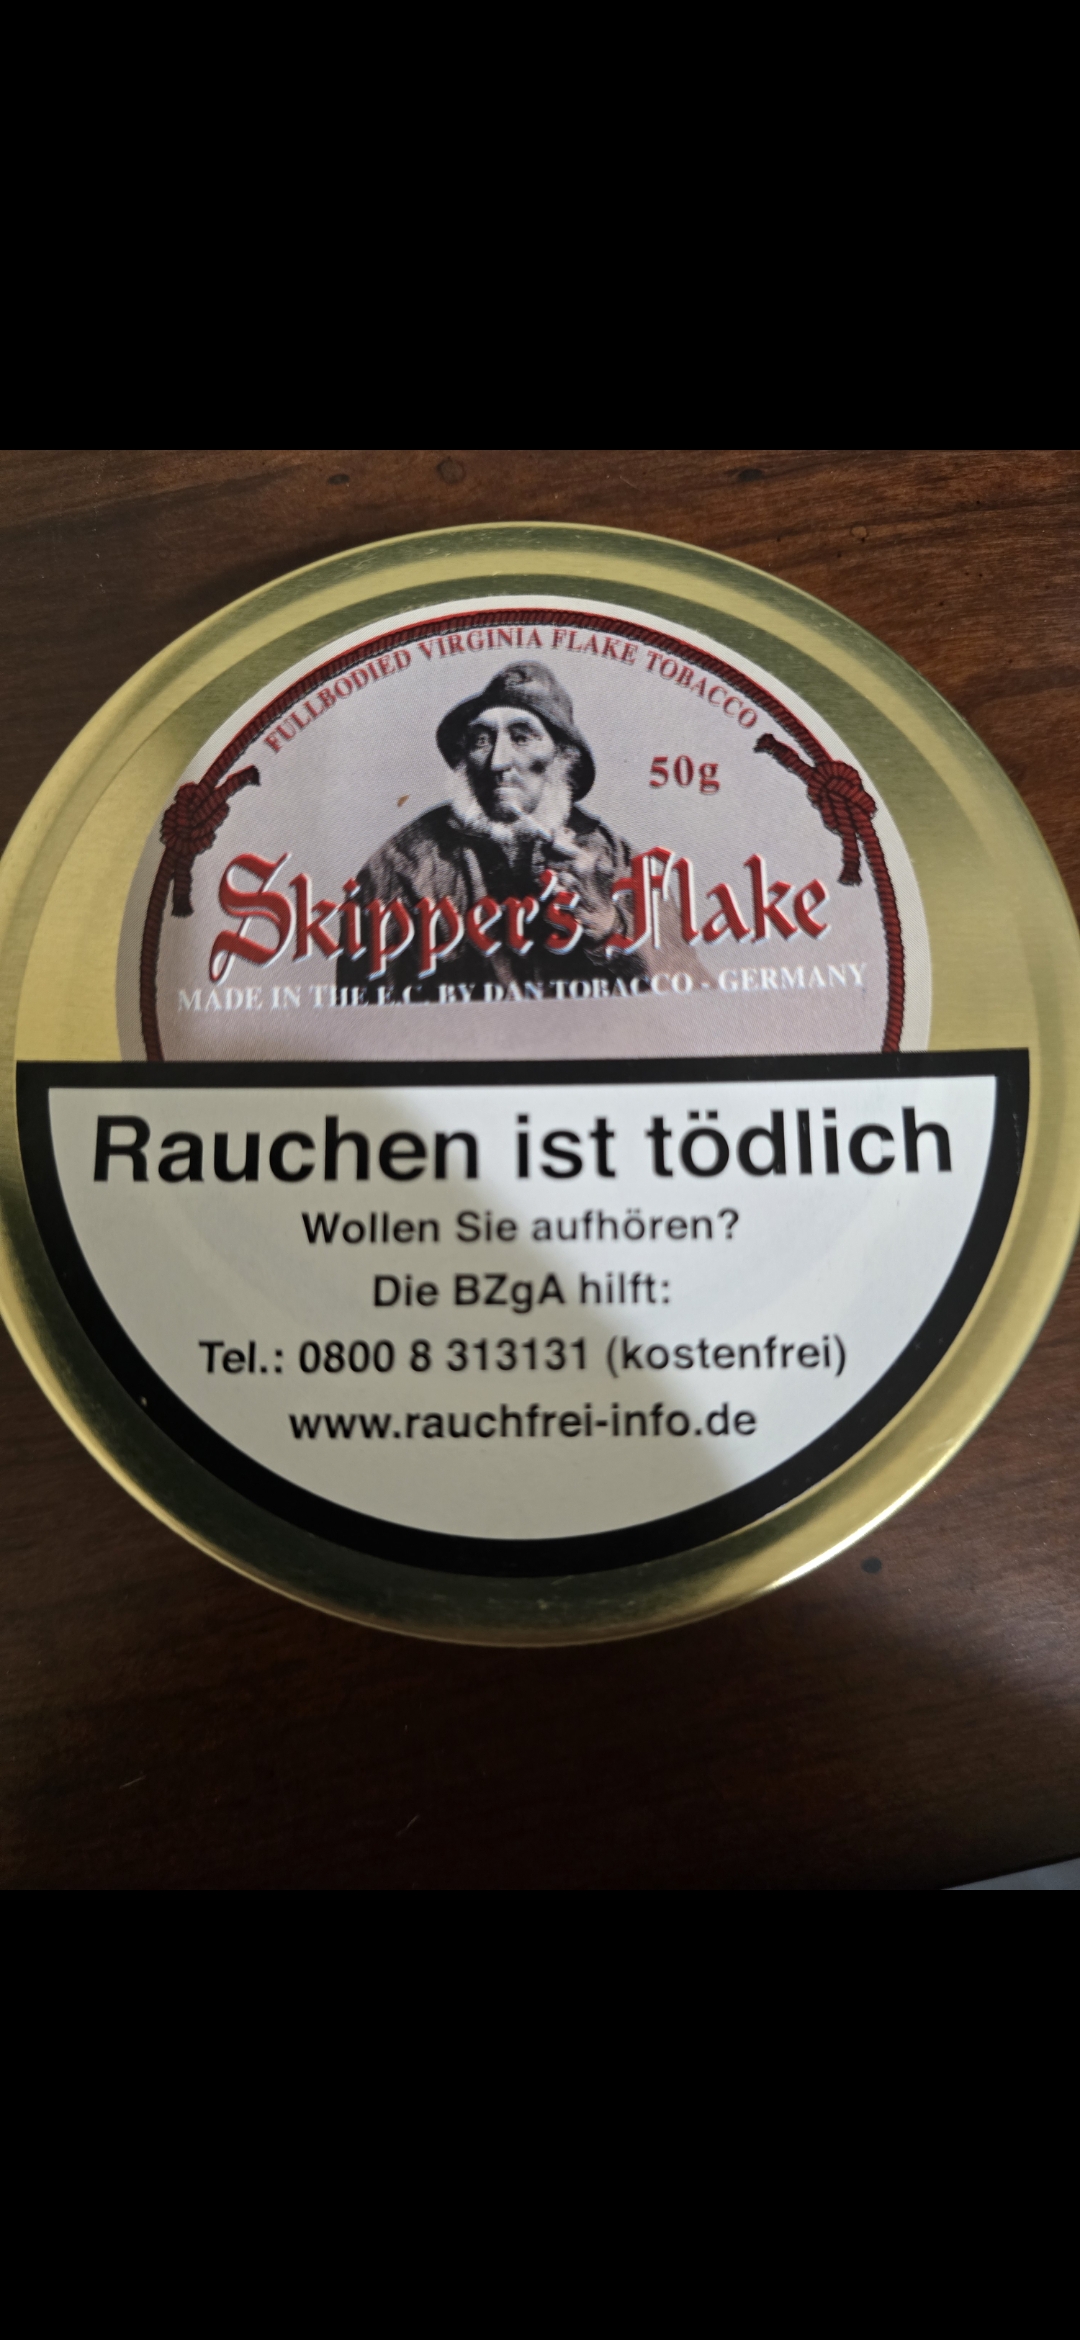 FULLBODIED VIRGINIA FLAKE TOBACCO
50g
Skipper's Flake
MADE IN THE E.C. BY DAN TOBACCO - GERMANY
Rauchen ist tödlich
Wollen Sie aufhören?
Die BZgA hilft:
Tel.: 0800 8 313131 (kostenfrei)
www.rauchfrei-info.de